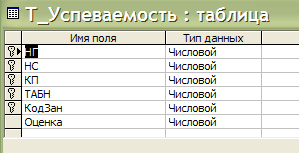 Т_Успеваемость : таблица
Имя поля Тип данных
НГ Числовой
НС Числовой
КП Числовой
ТАБН Числовой
КодЗан Числовой
Оценка Числовой